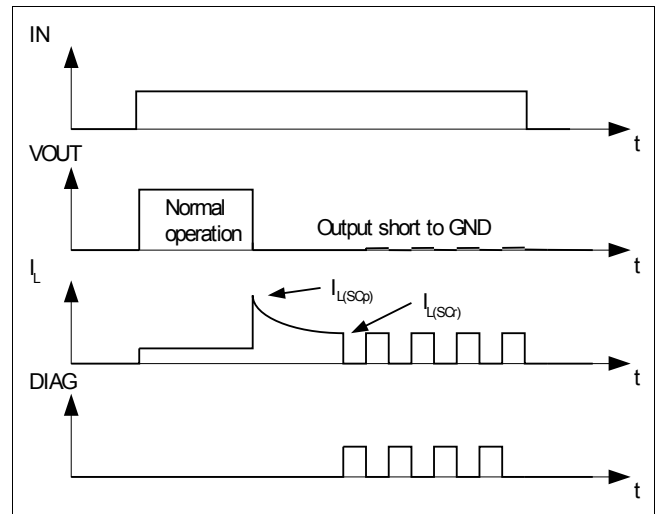 IN
t
VOUT
Normal
operation
Output short to GND
t
I_L
I_L(SCp)
I_L(SCr)
t
DIAG
t